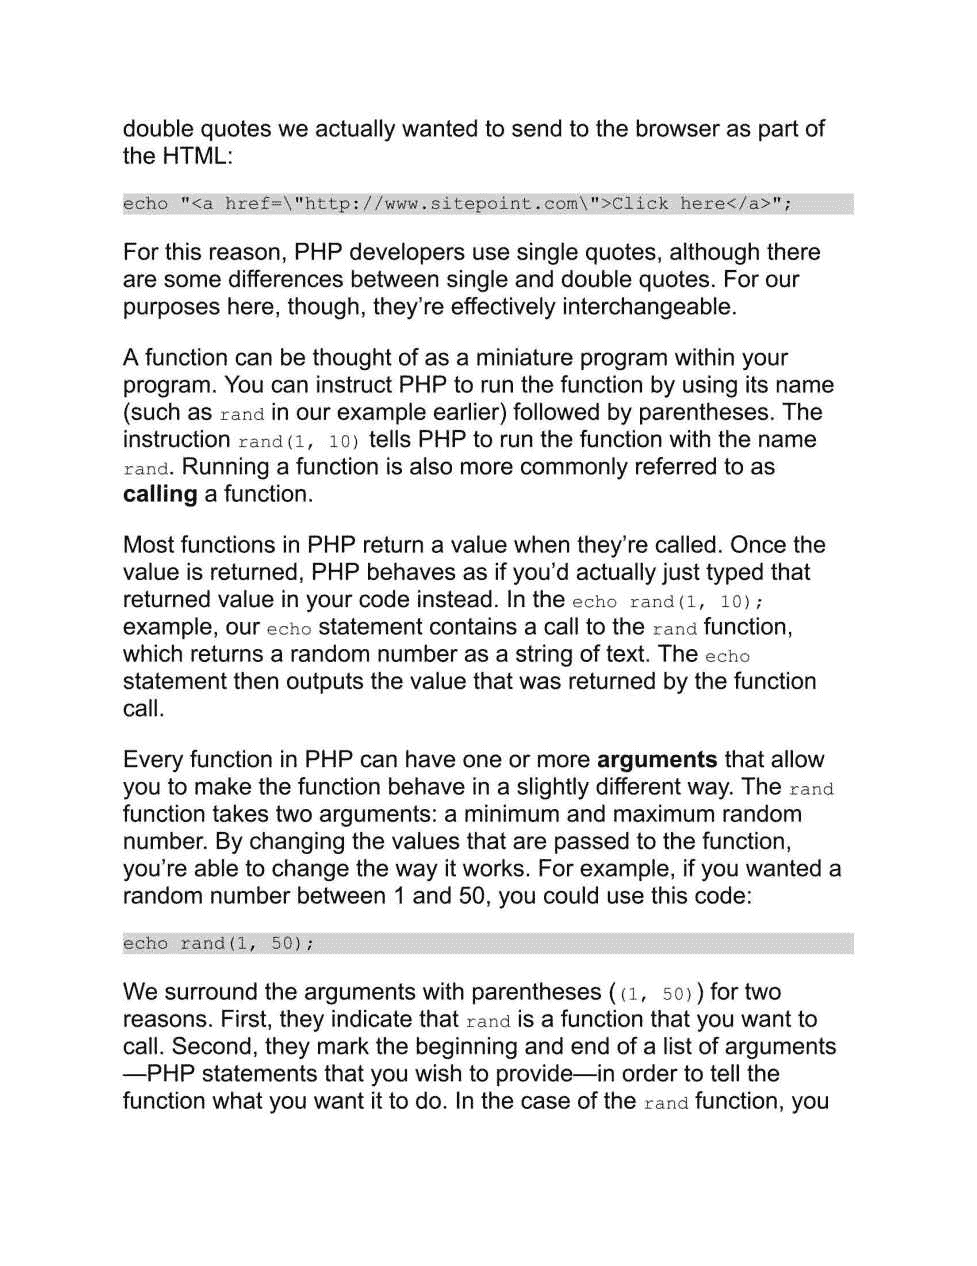 double quotes we actually wanted to send to the browser as part of
the HTML:
echo "<a href=\"http://www.sitepoint.com\">Click here</a>";
For this reason, PHP developers use single quotes, although there
are some differences between single and double quotes. For our
purposes here, though, they’re effectively interchangeable.
A function can be thought of as a miniature program within your
program. You can instruct PHP to run the function by using its name
(such as rand in our example earlier) followed by parentheses. The
instruction rand(1, 10) tells PHP to run the function with the name
rand. Running a function is also more commonly referred to as
calling a function.
Most functions in PHP return a value when they’re called. Once the
value is returned, PHP behaves as if you’d actually just typed that
returned value in your code instead. In the echo rand(1, 10);
example, our echo statement contains a call to the rand function,
which returns a random number as a string of text. The echo
statement then outputs the value that was returned by the function
call.
Every function in PHP can have one or more arguments that allow
you to make the function behave in a slightly different way. The rand
function takes two arguments: a minimum and maximum random
number. By changing the values that are passed to the function,
you’re able to change the way it works. For example, if you wanted a
random number between 1 and 50, you could use this code:
echo rand(1, 50);
We surround the arguments with parentheses ((1, 50)) for two
reasons. First, they indicate that rand is a function that you want to
call. Second, they mark the beginning and end of a list of arguments
—PHP statements that you wish to provide—in order to tell the
function what you want it to do. In the case of the rand function, you